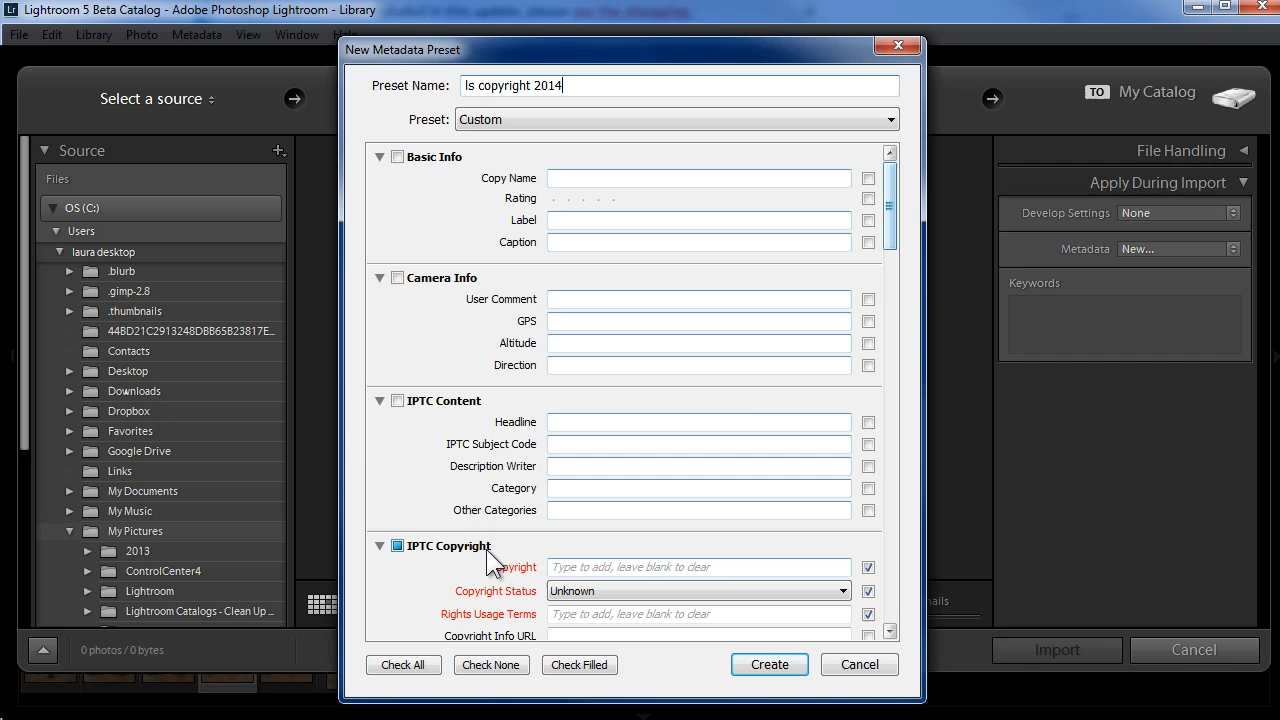 Lightroom 5 Beta Catalog - Adobe Photoshop Lightroom - Library
File Edit Library Photo Metadata View Window Help
New Metadata Preset
Preset Name: ls copyright 2014
Preset: Custom
Select a source
TO My Catalog
Source
Files
OS (C:)
Users
laura desktop
.blurb
.gimp-2.8
.thumbnails
44BD21C2913248DBB65B23817E...
Contacts
Desktop
Downloads
Dropbox
Favorites
Google Drive
Links
My Documents
My Music
My Pictures
2013
ControlCenter4
Lightroom
Lightroom Catalogs - Clean Up ...
0 photos / 0 bytes
Basic Info
Copy Name
Rating
Label
Caption
Camera Info
User Comment
GPS
Altitude
Direction
IPTC Content
Headline
IPTC Subject Code
Description Writer
Category
Other Categories
IPTC Copyright
pyright Type to add, leave blank to clear
Copyright Status Unknown
Rights Usage Terms Type to add, leave blank to clear
Copyright Info URL
Check All Check None Check Filled Create Cancel
File Handling
Apply During Import
Develop Settings None
Metadata New...
Keywords
nails
Import Cancel